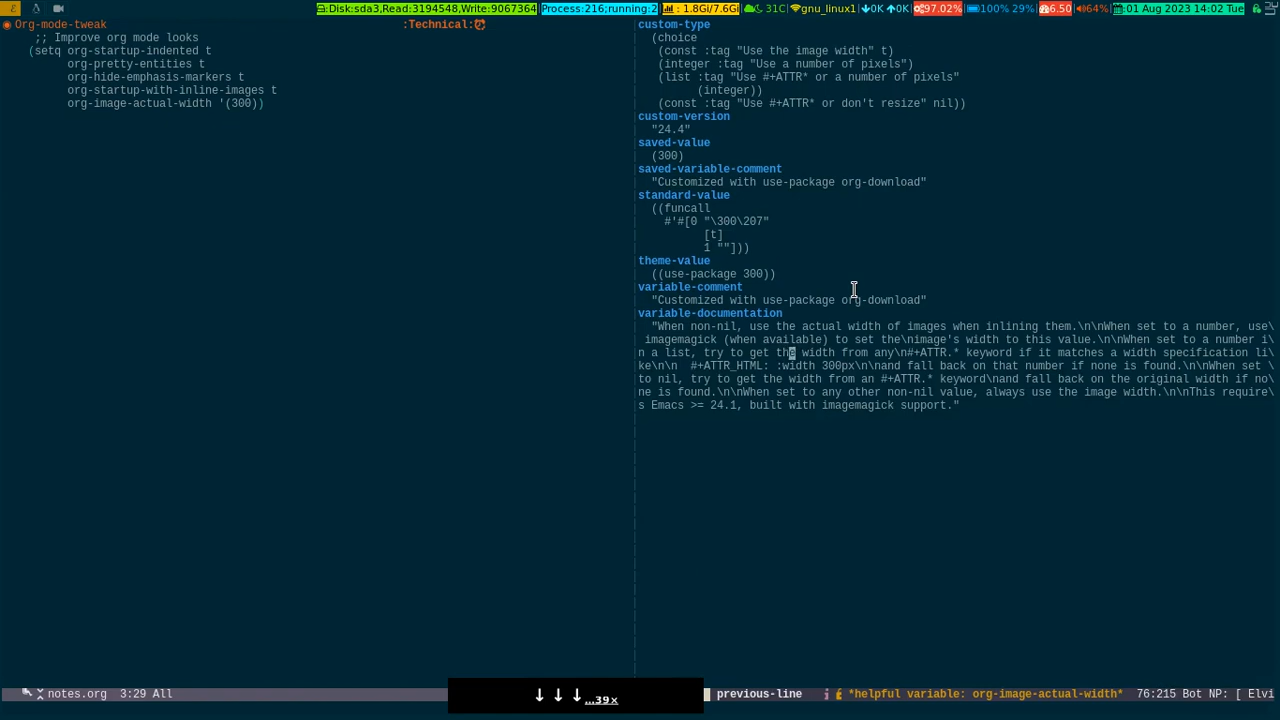 Disk:sda3,Read:3194548,Write:9067364 Process:216;running:2 : 1.8Gi/7.6Gi 31C gnu_linux1 0K 0K 97.02% 100% 29% 6.50 64% :01 Aug 2023 14:02 Tue
Org-mode-tweak :Technical:
;; Improve org mode looks
(setq org-startup-indented t
org-pretty-entities t
org-hide-emphasis-markers t
org-startup-with-inline-images t
org-image-actual-width '(300))
custom-type
(choice
(const :tag "Use the image width" t)
(integer :tag "Use a number of pixels")
(list :tag "Use #+ATTR* or a number of pixels"
(integer))
(const :tag "Use #+ATTR* or don't resize" nil))
custom-version
"24.4"
saved-value
(300)
saved-variable-comment
"Customized with use-package org-download"
standard-value
((funcall
#'#[0 "\300\207"
[t]
1 ""]))
theme-value
((use-package 300))
variable-comment
"Customized with use-package org-download"
variable-documentation
"When non-nil, use the actual width of images when inlining them.\n\nWhen set to a number, use\
imagemagick (when available) to set the\nimage's width to this value.\n\nWhen set to a number i\
n a list, try to get the width from any\n#+ATTR.* keyword if it matches a width specification li\
ke\n\n  #+ATTR_HTML: :width 300px\n\nand fall back on that number if none is found.\n\nWhen set \
to nil, try to get the width from an #+ATTR.* keyword\nand fall back on the original width if no\
ne is found.\n\nWhen set to any other non-nil value, always use the image width.\n\nThis require\
s Emacs >= 24.1, built with imagemagick support."
notes.org 3:29 All
↓ ↓ ↓...39×
previous-line
*helpful variable: org-image-actual-width* 76:215 Bot NP: [ Elvi